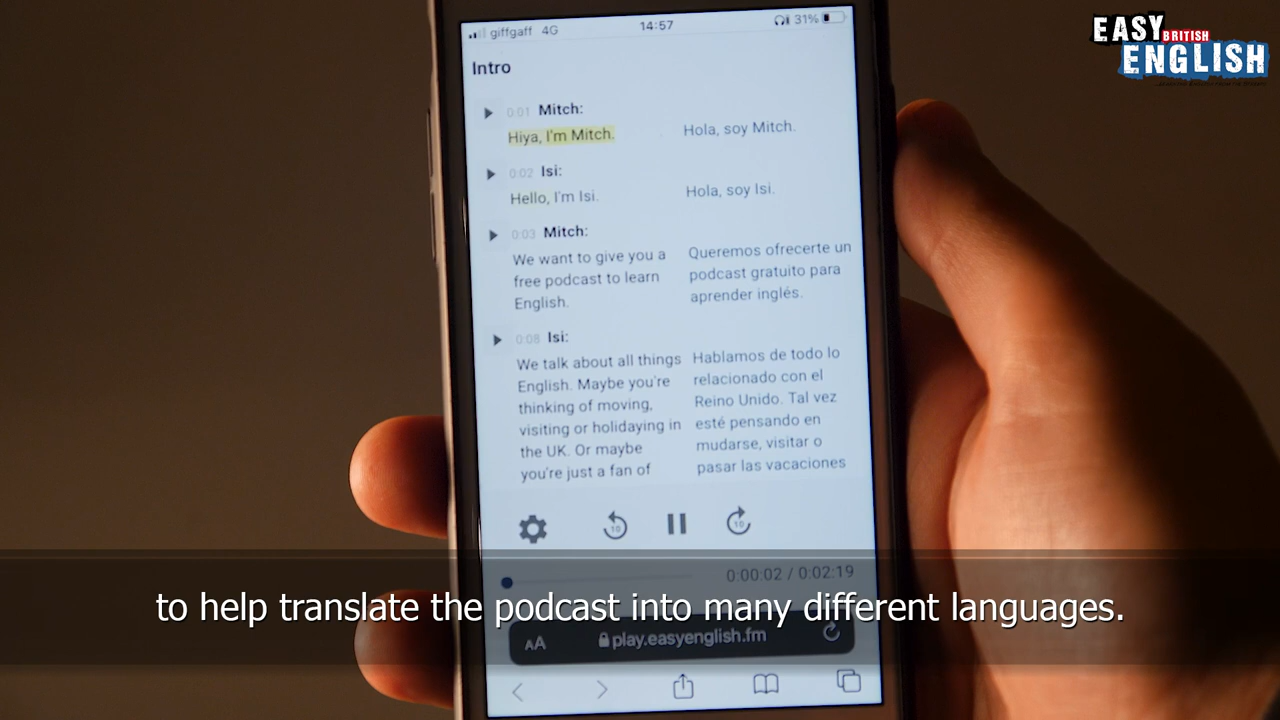 EASY
BRITISH
ENGLISH
giffgaff 4G 14:57 31%
Intro
0:01 Mitch:
Hiya, I'm Mitch.
Hola, soy Mitch.
0:02 Isi:
Hello, I'm Isi.
Hola, soy Isi.
0:03 Mitch:
We want to give you a
free podcast to learn
English.
Queremos ofrecerte un
podcast gratuito para
aprender inglés.
0:08 Isi:
We talk about all things
English. Maybe you're
thinking of moving,
visiting or holidaying in
the UK. Or maybe
you're just a fan of
Hablamos de todo lo
relacionado con el
Reino Unido. Tal vez
esté pensando en
mudarse, visitar o
pasar las vacaciones
10 10
0:00:02 / 0:02:19
to help translate the podcast into many different languages.
AA play.easyenglish.fm